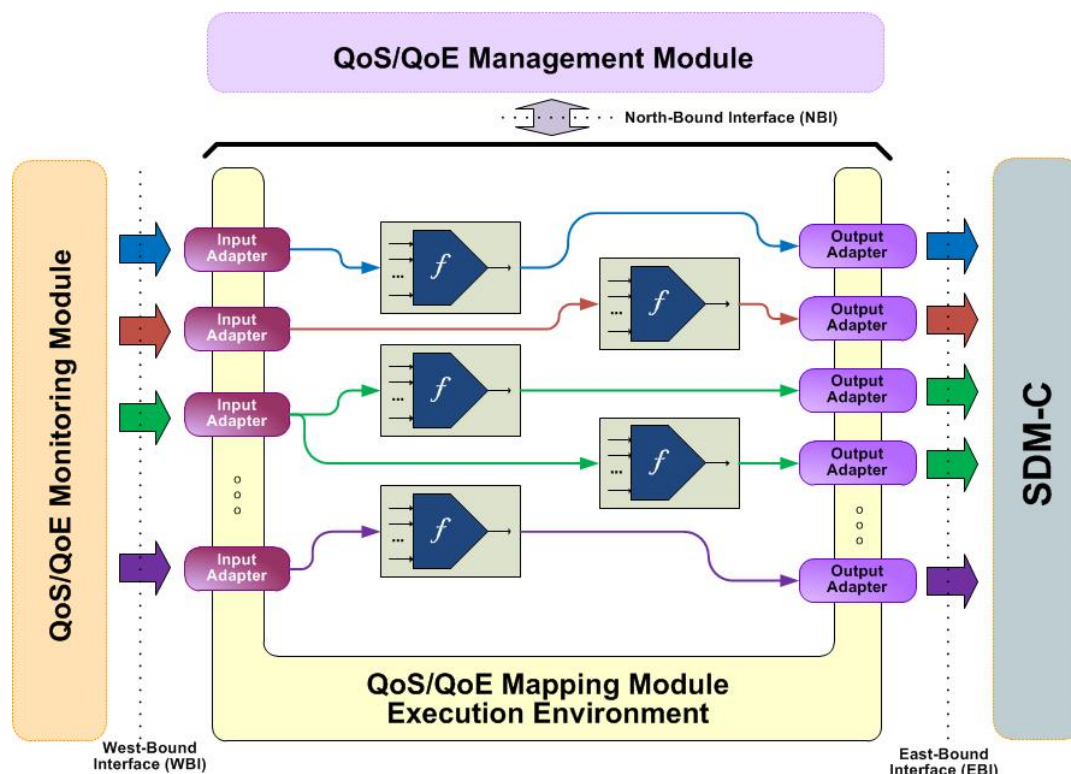 QoS/QoE Management Module
North-Bound Interface (NBI)
QoS/QoE Monitoring Module
SDM-C
Input
Adapter
f
Output
Adapter
Input
Adapter
f
Output
Adapter
Input
Adapter
f
Output
Adapter
f
Output
Adapter
Input
Adapter
f
Output
Adapter
QoS/QoE Mapping Module
Execution Environment
West-Bound
Interface (WBI)
East-Bound
Interface (EBI)